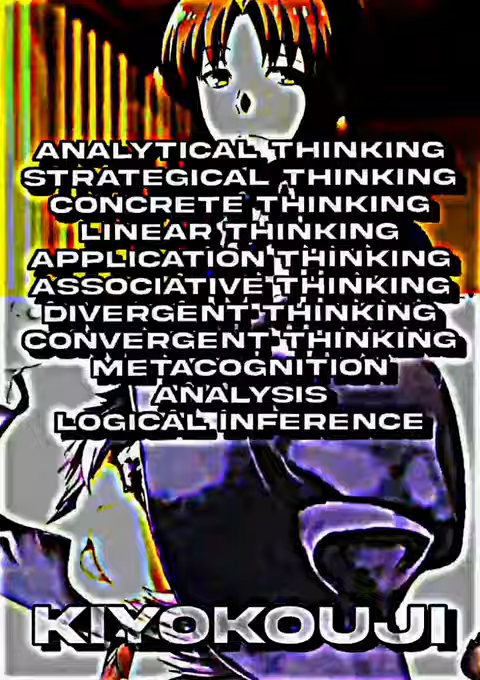 ANALYTICAL THINKING
STRATEGICAL THINKING
CONCRETE THINKING
LINEAR THINKING
APPLICATION THINKING
ASSOCIATIVE THINKING
DIVERGENT THINKING
CONVERGENT THINKING
METACOGNITION
ANALYSIS
LOGICAL INFERENCE
KIYOKOUJI